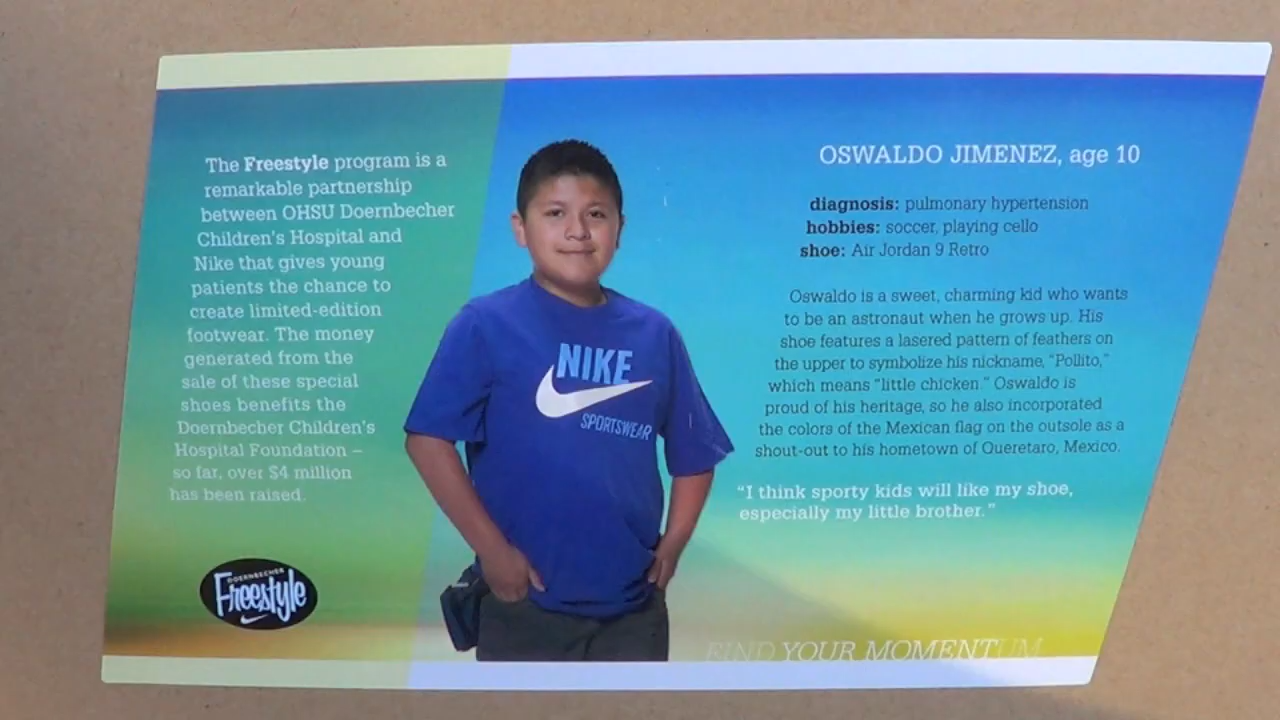 The Freestyle program is a
remarkable partnership
between OHSU Doernbecher
Children's Hospital and
Nike that gives young
patients the chance to
create limited-edition
footwear. The money
generated from the
sale of these special
shoes benefits the
Doernbecher Children's
Hospital Foundation –
so far, over $4 million
has been raised.
DOERNBECHER
Freestyle
NIKE
SPORTSWEAR
OSWALDO JIMENEZ, age 10
diagnosis: pulmonary hypertension
hobbies: soccer, playing cello
shoe: Air Jordan 9 Retro
Oswaldo is a sweet, charming kid who wants
to be an astronaut when he grows up. His
shoe features a lasered pattern of feathers on
the upper to symbolize his nickname, "Pollito,"
which means "little chicken." Oswaldo is
proud of his heritage, so he also incorporated
the colors of the Mexican flag on the outsole as a
shout-out to his hometown of Queretaro, Mexico.
"I think sporty kids will like my shoe,
especially my little brother."
FIND YOUR MOMENTUM